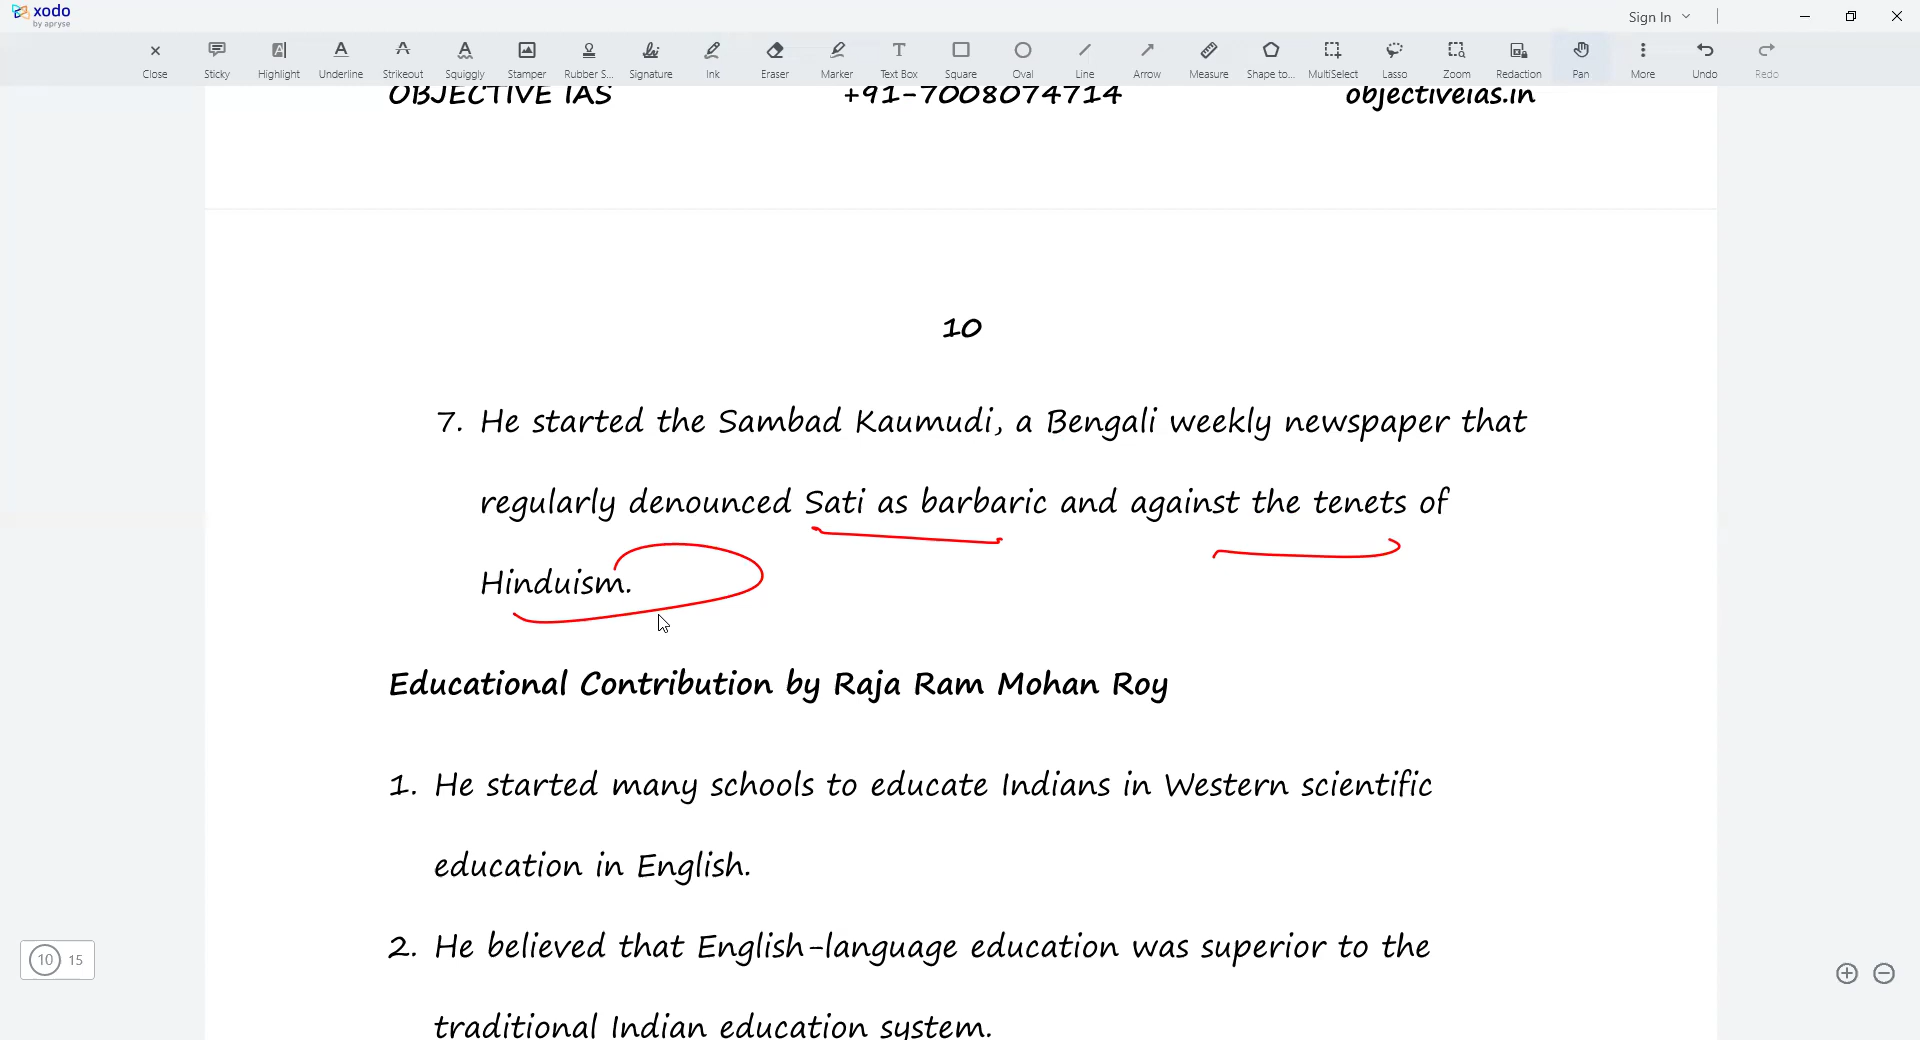 xodo
by apryse
Sign In
Close
Sticky
Highlight
Underline
Strikeout
Squiggly
Stamper
Rubber S...
Signature
Ink
Eraser
Marker
Text Box
Square
Oval
Line
Arrow
Measure
Shape to...
MultiSelect
Lasso
Zoom
Redaction
Pan
More
Undo
Redo
OBJECTIVE IAS +91-7008074714 objectiveias.in
10
7. He started the Sambad Kaumudi, a Bengali weekly newspaper that
regularly denounced Sati as barbaric and against the tenets of
Hinduism.
Educational Contribution by Raja Ram Mohan Roy
1. He started many schools to educate Indians in Western scientific
education in English.
2. He believed that English-language education was superior to the
traditional Indian education system.
10 15